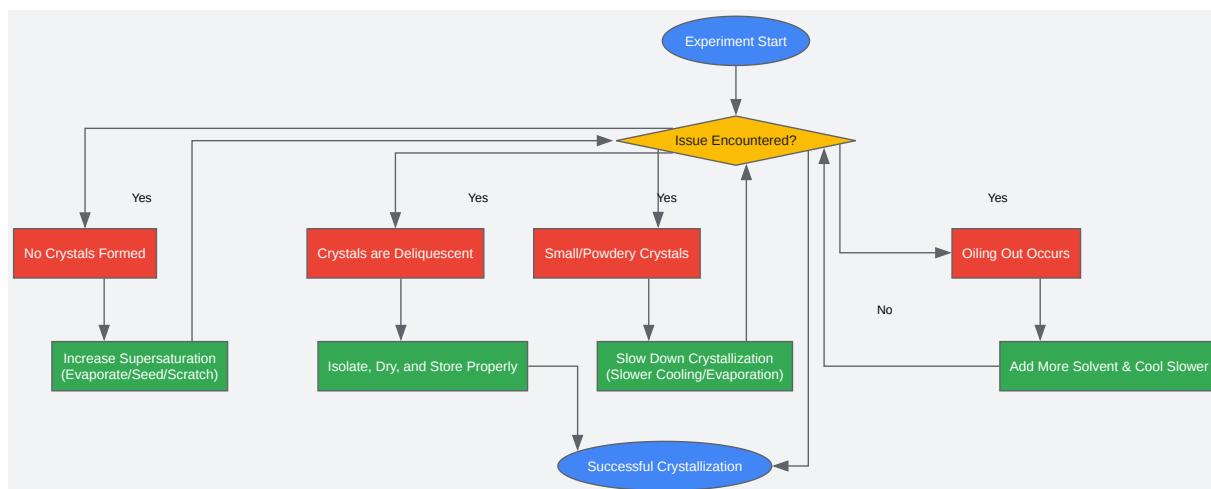 Experiment Start
Issue Encountered?
Yes
Yes
Yes
Yes
No Crystals Formed
Crystals are Deliquescent
Small/Powdery Crystals
Oiling Out Occurs
No
Increase Supersaturation
(Evaporate/Seed/Scratch)
Isolate, Dry, and Store Properly
Slow Down Crystallization
(Slower Cooling/Evaporation)
Add More Solvent & Cool Slower
Successful Crystallization